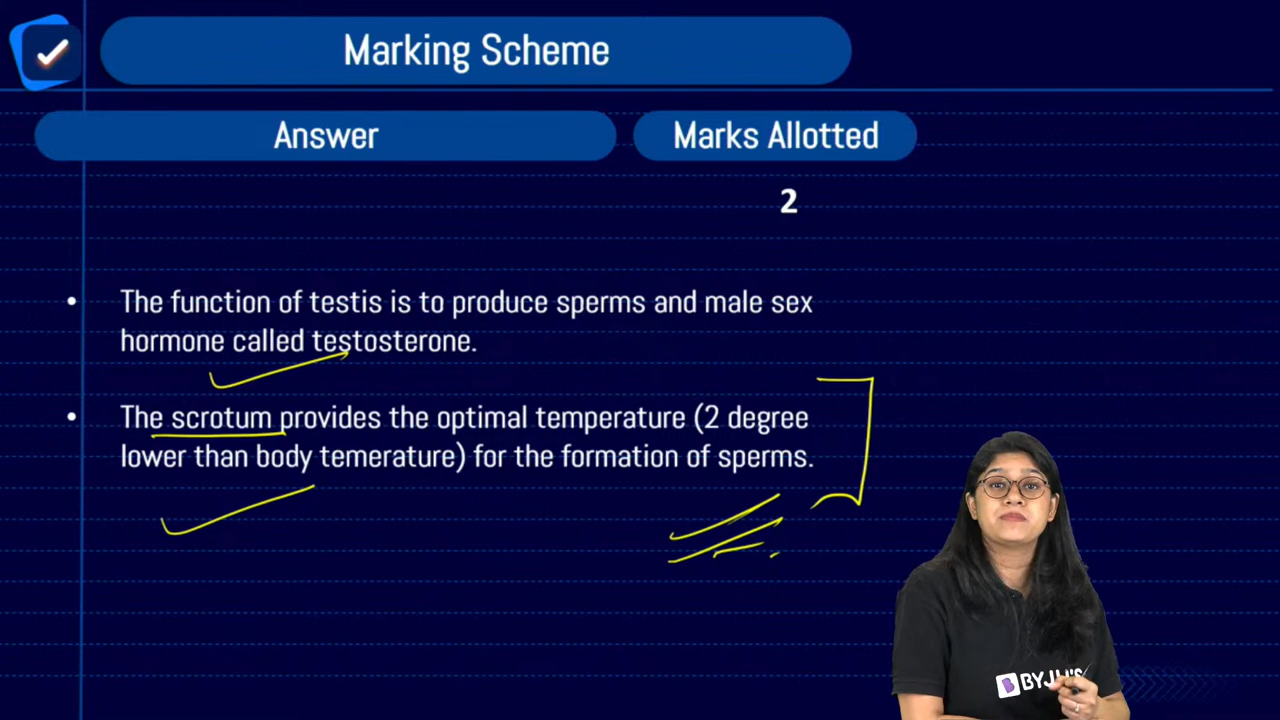 Marking Scheme
Answer
Marks Allotted
2
• The function of testis is to produce sperms and male sex
hormone called testosterone.
• The scrotum provides the optimal temperature (2 degree
lower than body temerature) for the formation of sperms.
BYJU'S